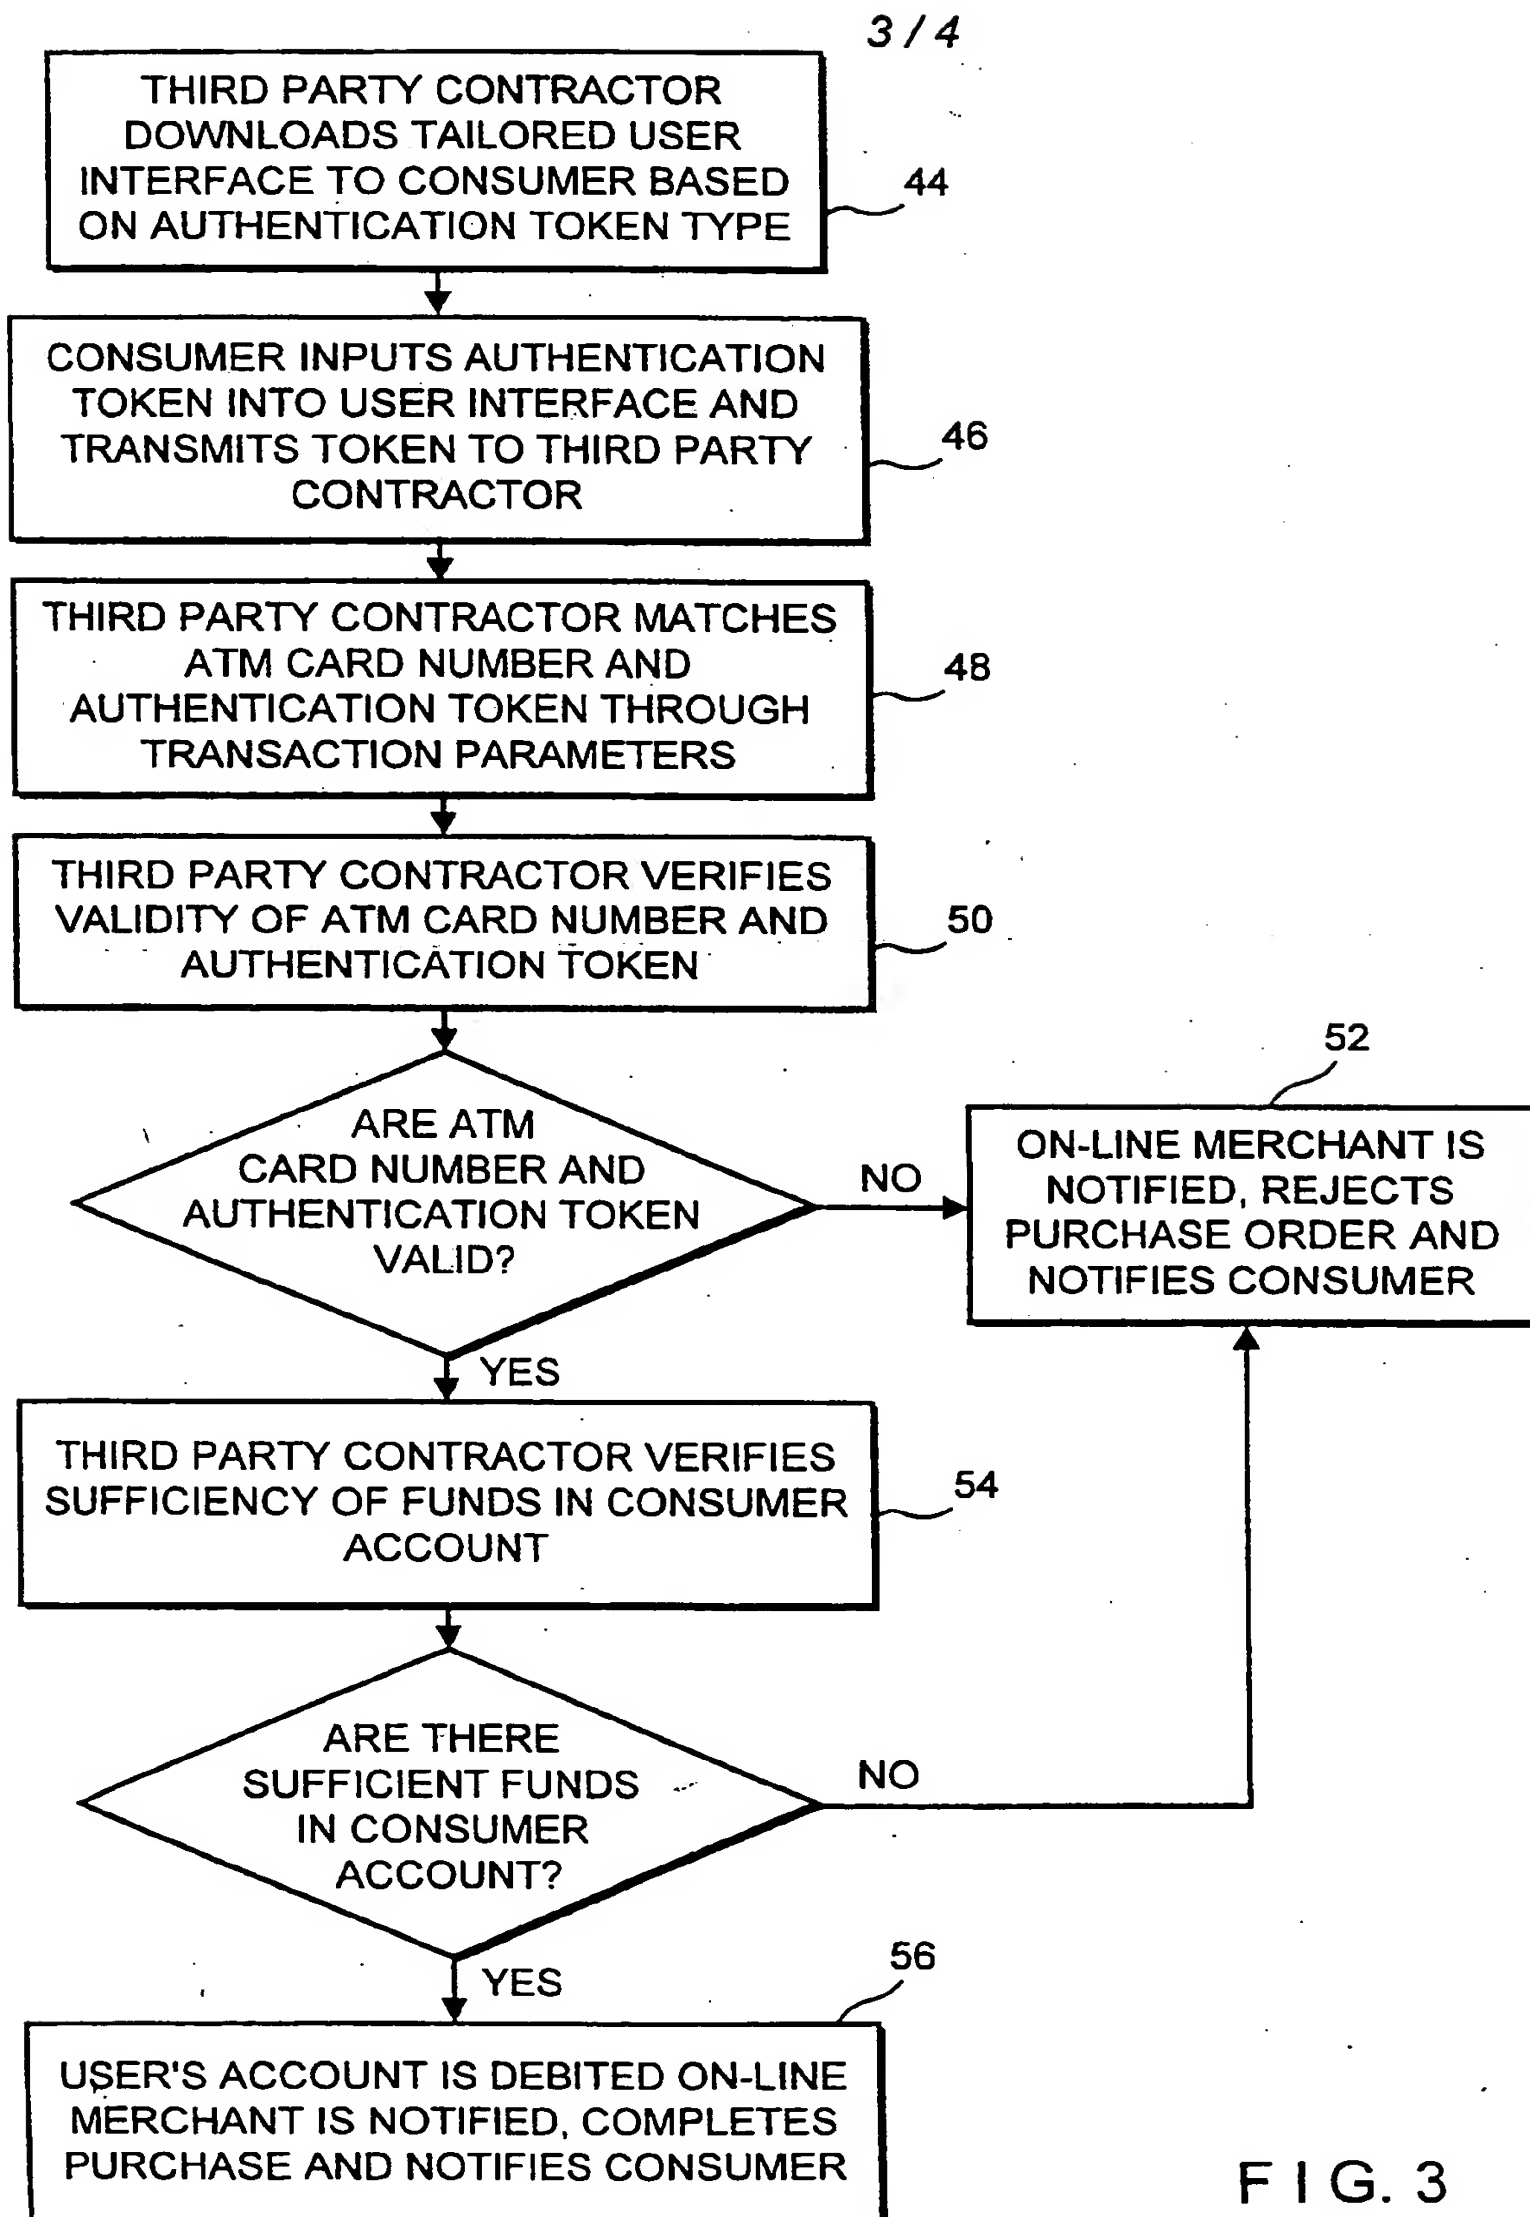 3 / 4
THIRD PARTY CONTRACTOR
DOWNLOADS TAILORED USER
INTERFACE TO CONSUMER BASED
ON AUTHENTICATION TOKEN TYPE
44
CONSUMER INPUTS AUTHENTICATION
TOKEN INTO USER INTERFACE AND
TRANSMITS TOKEN TO THIRD PARTY
CONTRACTOR
46
THIRD PARTY CONTRACTOR MATCHES
ATM CARD NUMBER AND
AUTHENTICATION TOKEN THROUGH
TRANSACTION PARAMETERS
48
THIRD PARTY CONTRACTOR VERIFIES
VALIDITY OF ATM CARD NUMBER AND
AUTHENTICATION TOKEN
50
ARE ATM
CARD NUMBER AND
AUTHENTICATION TOKEN
VALID?
NO
52
ON-LINE MERCHANT IS
NOTIFIED, REJECTS
PURCHASE ORDER AND
NOTIFIES CONSUMER
YES
THIRD PARTY CONTRACTOR VERIFIES
SUFFICIENCY OF FUNDS IN CONSUMER
ACCOUNT
54
ARE THERE
SUFFICIENT FUNDS
IN CONSUMER
ACCOUNT?
NO
YES
56
USER'S ACCOUNT IS DEBITED ON-LINE
MERCHANT IS NOTIFIED, COMPLETES
PURCHASE AND NOTIFIES CONSUMER
FIG. 3